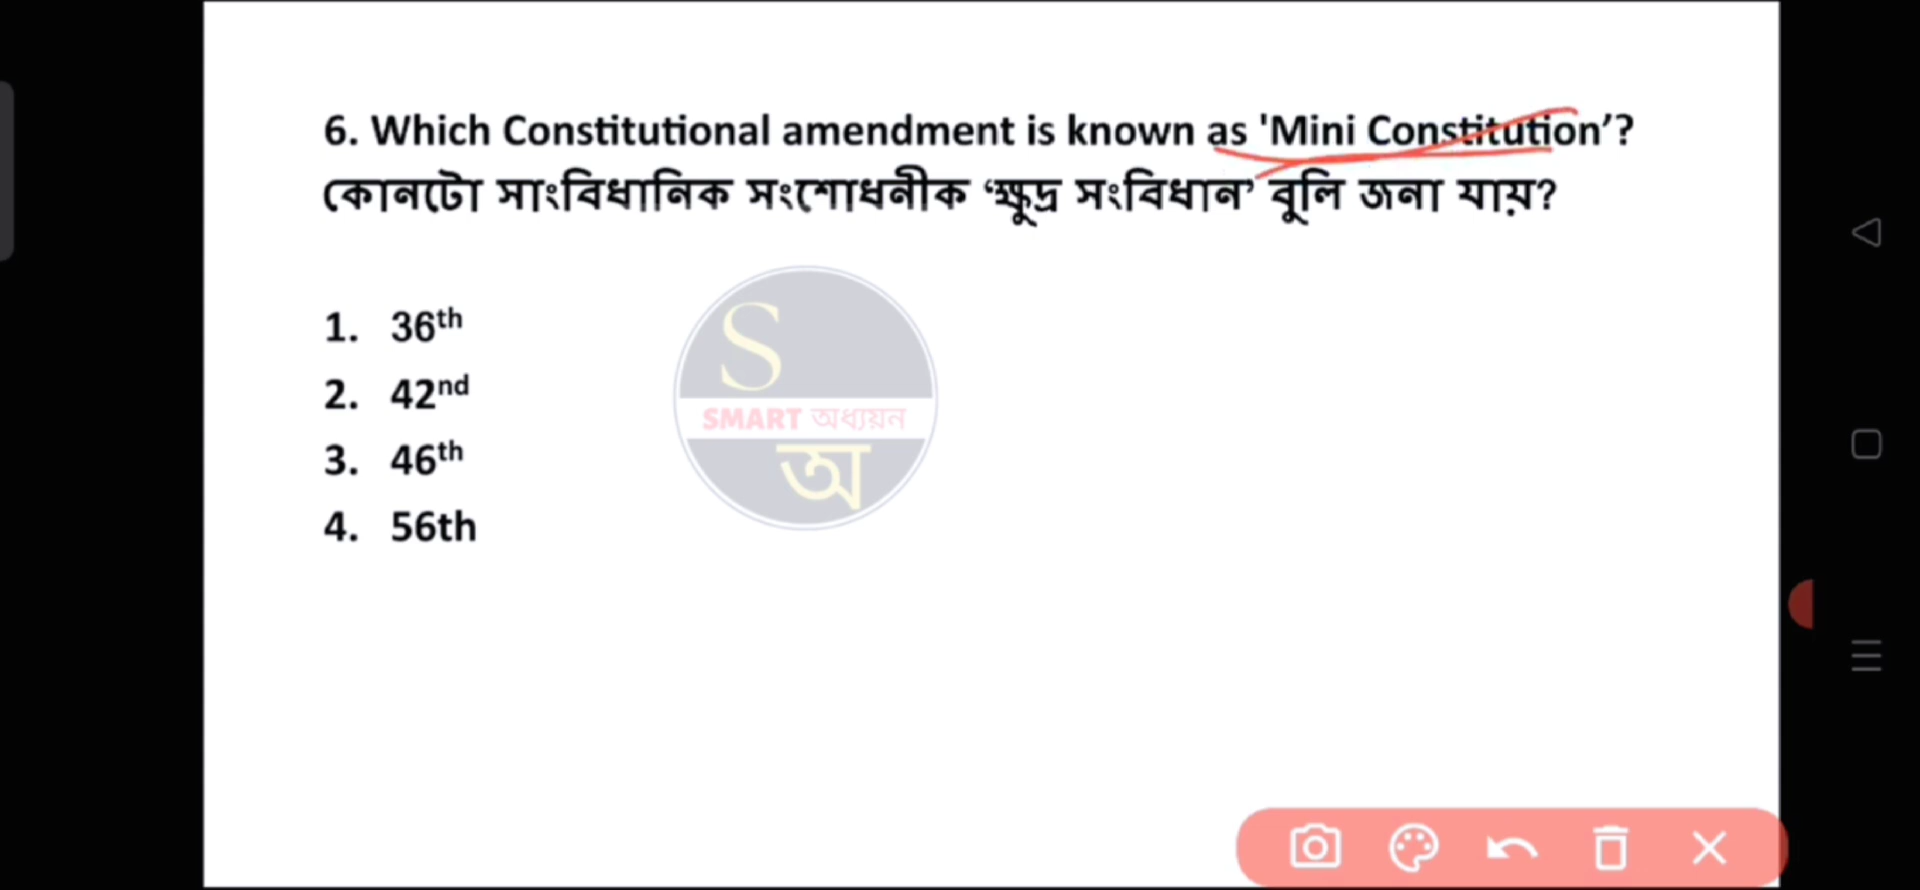 6. Which Constitutional amendment is known as 'Mini Constitution’?
কোনটো সাংবিধানিক সংশোধনীক ‘ক্ষুদ্ৰ সংবিধান’ বুলি জনা যায়?
1. 36th
2. 42nd
3. 46th
4. 56th
S
SMART অধ্যয়ন
অ